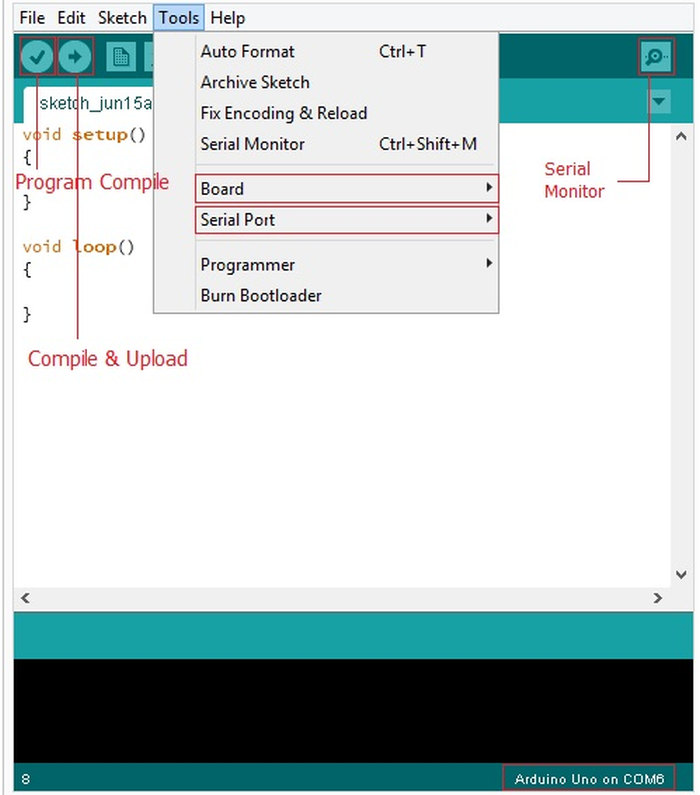 File Edit Sketch Tools Help
Auto Format Ctrl+T
Archive Sketch
Fix Encoding & Reload
Serial Monitor Ctrl+Shift+M
Board
Serial Port
Programmer
Burn Bootloader
sketch_jun15a
void setup()
{
Program Compile
}
void loop()
{
}
Compile & Upload
Serial
Monitor
8 Arduino Uno on COM6